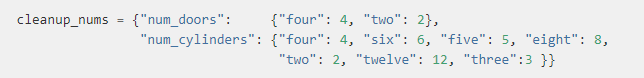 cleanup_nums = {"num_doors":     {"four": 4, "two": 2},
                "num_cylinders": {"four": 4, "six": 6, "five": 5, "eight": 8,
                                  "two": 2, "twelve": 12, "three":3 }}